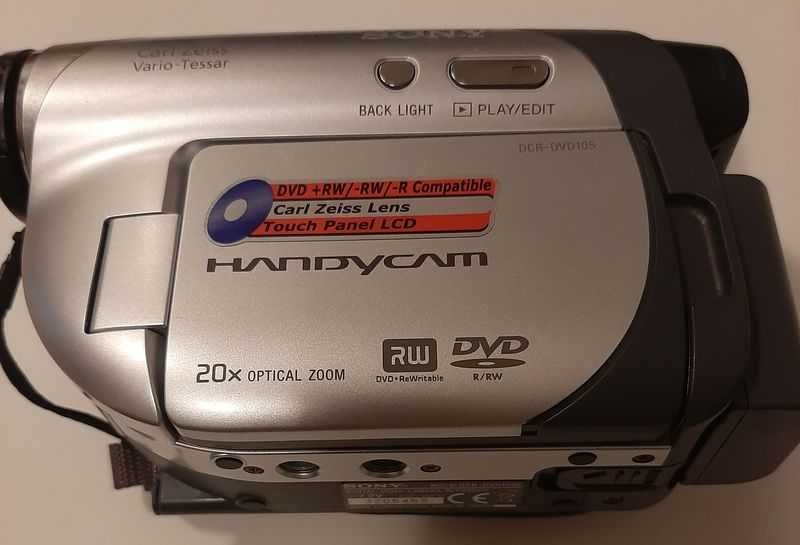 SONY
Carl Zeiss
Vario-Tessar
BACK LIGHT
PLAY/EDIT
DCR-DVD105
DVD +RW/-RW/-R Compatible
Carl Zeiss Lens
Touch Panel LCD
HANDYCAM
20x OPTICAL ZOOM
RW
DVD+ReWritable
DVD
R/RW
SONY
CE